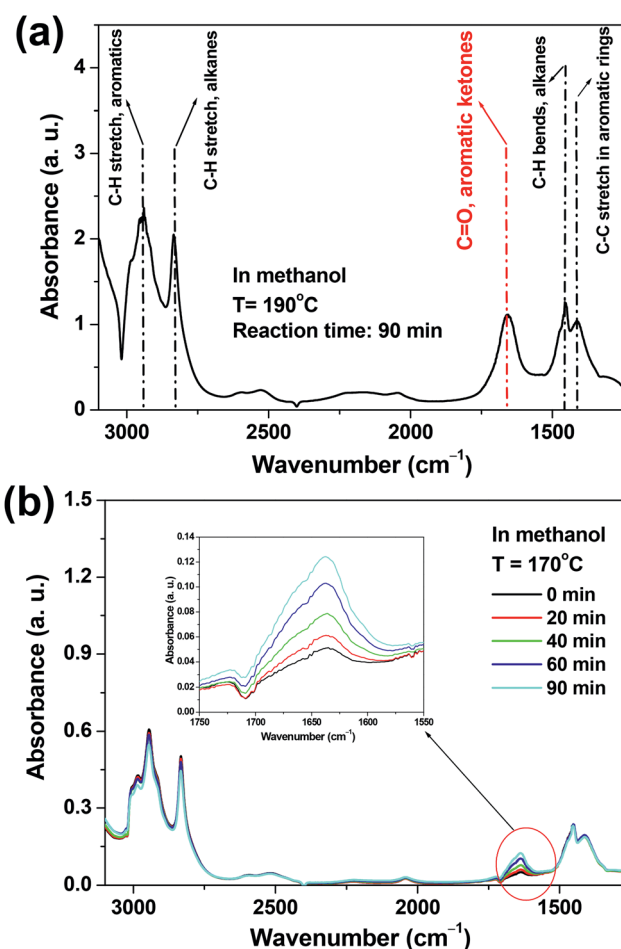 (a)
C-H stretch, aromatics
C-H stretch, alkanes
C=O, aromatic ketones
C-H bends, alkanes
C-C stretch in aromatic rings
4
3
2
1
0
Absorbance (a. u.)
In methanol
T= 190°C
Reaction time: 90 min
3000 2500 2000 1500
Wavenumber (cm⁻¹)
(b)
1.5
1.2
0.9
0.6
0.3
0.0
Absorbance (a. u.)
0.14
0.12
0.10
0.08
0.06
0.04
0.02
0.00
Absorbance (a. u.)
1750 1700 1650 1600 1550
Wavenumber (cm⁻¹)
In methanol
T = 170°C
0 min
20 min
40 min
60 min
90 min
3000 2500 2000 1500
Wavenumber (cm⁻¹)